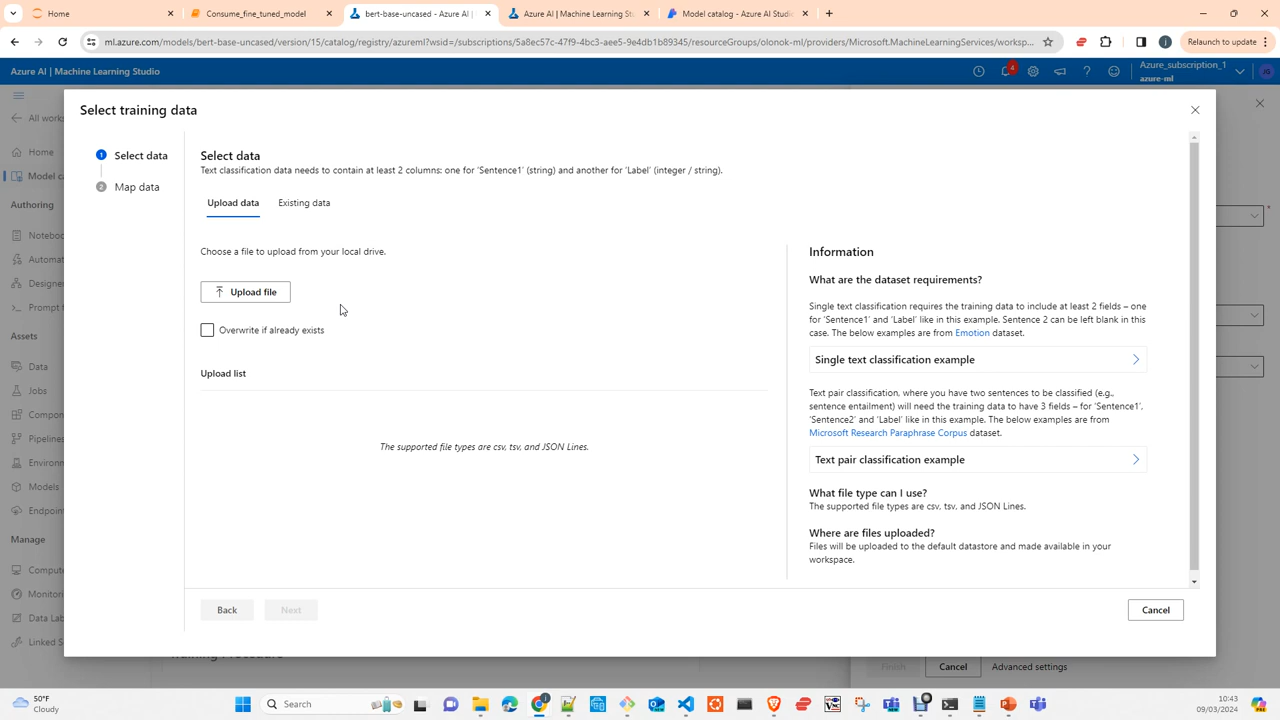 Home
Consume_fine_tuned_model
bert-base-uncased - Azure AI |
Azure AI | Machine Learning Stu
Model catalog - Azure AI Studio
ml.azure.com/models/bert-base-uncased/version/15/catalog/registry/azureml?wsid=/subscriptions/5a8ec57c-47f9-4bc3-aee5-9e4db1b89345/resourceGroups/olonok-ml/providers/Microsoft.MachineLearningServices/worksp...
Relaunch to update
Azure AI | Machine Learning Studio
4
Azure_subscription_1
azure-ml
JG
All work
Home
Model ca
Authoring
Notebo
Automat
Designe
Prompt f
Assets
Data
Jobs
Compon
Pipelines
Environm
Models
Endpoin
Manage
Comput
Monitori
Data Lab
Linked S
Select training data
1
Select data
2
Map data
Select data
Text classification data needs to contain at least 2 columns: one for 'Sentence1' (string) and another for 'Label' (integer / string).
Upload data
Existing data
Choose a file to upload from your local drive.
Upload file
Overwrite if already exists
Upload list
The supported file types are csv, tsv, and JSON Lines.
Information
What are the dataset requirements?
Single text classification requires the training data to include at least 2 fields – one
for 'Sentence1' and 'Label' like in this example. Sentence 2 can be left blank in this
case. The below examples are from Emotion dataset.
Single text classification example
Text pair classification, where you have two sentences to be classified (e.g.,
sentence entailment) will need the training data to have 3 fields – for 'Sentence1',
'Sentence2' and 'Label' like in this example. The below examples are from
Microsoft Research Paraphrase Corpus dataset.
Text pair classification example
What file type can I use?
The supported file types are csv, tsv, and JSON Lines.
Where are files uploaded?
Files will be uploaded to the default datastore and made available in your
workspace.
Back
Next
Cancel
Finish
Cancel
Advanced settings
50°F
Cloudy
Search
10:43
09/03/2024